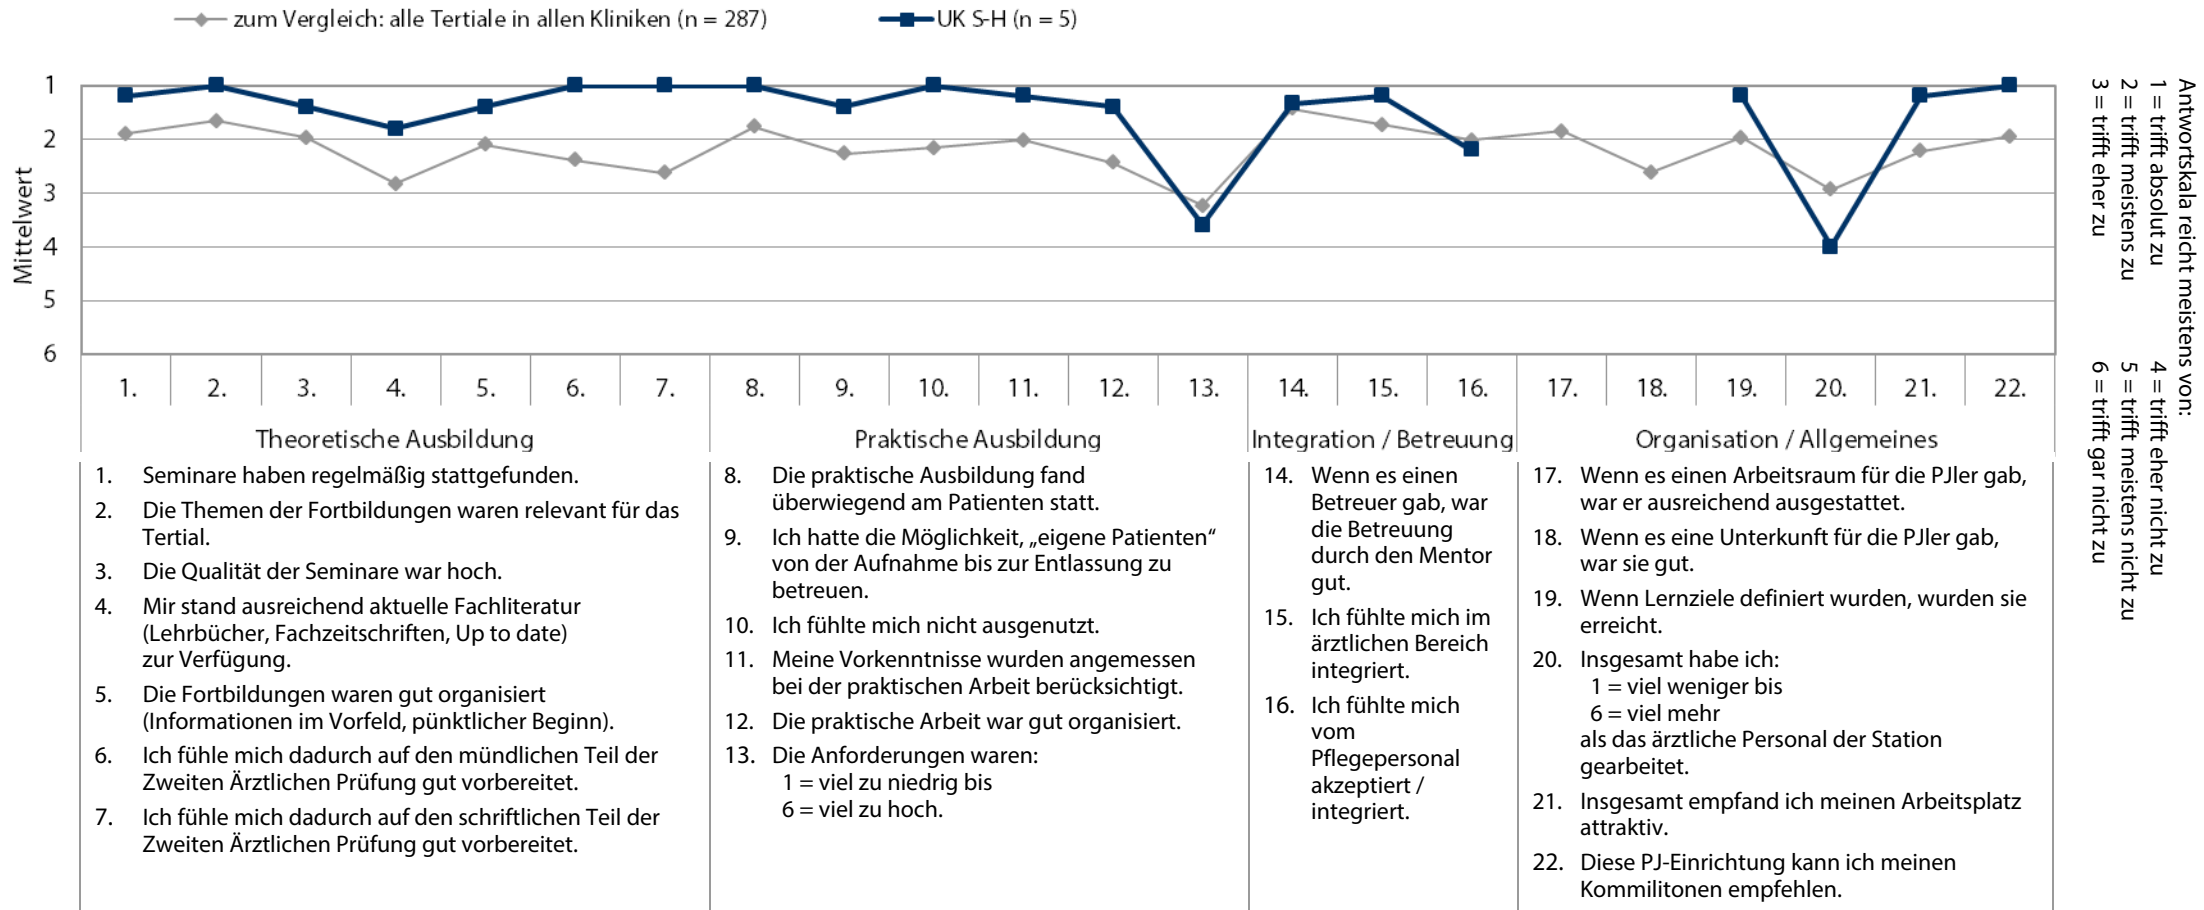 zum Vergleich: alle Tertiale in allen Kliniken (n = 287)
UK S-H (n = 5)
Mittelwert
1
2
3
4
5
6
1. 2. 3. 4. 5. 6. 7. 8. 9. 10. 11. 12. 13. 14. 15. 16. 17. 18. 19. 20. 21. 22.
Theoretische Ausbildung
Praktische Ausbildung
Integration / Betreuung
Organisation / Allgemeines
1. Seminare haben regelmäßig stattgefunden.
2. Die Themen der Fortbildungen waren relevant für das
Tertial.
3. Die Qualität der Seminare war hoch.
4. Mir stand ausreichend aktuelle Fachliteratur
(Lehrbücher, Fachzeitschriften, Up to date)
zur Verfügung.
5. Die Fortbildungen waren gut organisiert
(Informationen im Vorfeld, pünktlicher Beginn).
6. Ich fühle mich dadurch auf den mündlichen Teil der
Zweiten Ärztlichen Prüfung gut vorbereitet.
7. Ich fühle mich dadurch auf den schriftlichen Teil der
Zweiten Ärztlichen Prüfung gut vorbereitet.
8. Die praktische Ausbildung fand
überwiegend am Patienten statt.
9. Ich hatte die Möglichkeit, „eigene Patienten“
von der Aufnahme bis zur Entlassung zu
betreuen.
10. Ich fühlte mich nicht ausgenutzt.
11. Meine Vorkenntnisse wurden angemessen
bei der praktischen Arbeit berücksichtigt.
12. Die praktische Arbeit war gut organisiert.
13. Die Anforderungen waren:
1 = viel zu niedrig bis
6 = viel zu hoch.
14. Wenn es einen
Betreuer gab, war
die Betreuung
durch den Mentor
gut.
15. Ich fühlte mich im
ärztlichen Bereich
integriert.
16. Ich fühlte mich
vom
Pflegepersonal
akzeptiert /
integriert.
17. Wenn es einen Arbeitsraum für die PJler gab,
war er ausreichend ausgestattet.
18. Wenn es eine Unterkunft für die PJler gab,
war sie gut.
19. Wenn Lernziele definiert wurden, wurden sie
erreicht.
20. Insgesamt habe ich:
1 = viel weniger bis
6 = viel mehr
als das ärztliche Personal der Station
gearbeitet.
21. Insgesamt empfand ich meinen Arbeitsplatz
attraktiv.
22. Diese PJ-Einrichtung kann ich meinen
Kommilitonen empfehlen.
Antwortskala reicht meistens von:
1 = trifft absolut zu
2 = trifft meistens zu
3 = trifft eher zu
4 = trifft eher nicht zu
5 = trifft meistens nicht zu
6 = trifft gar nicht zu